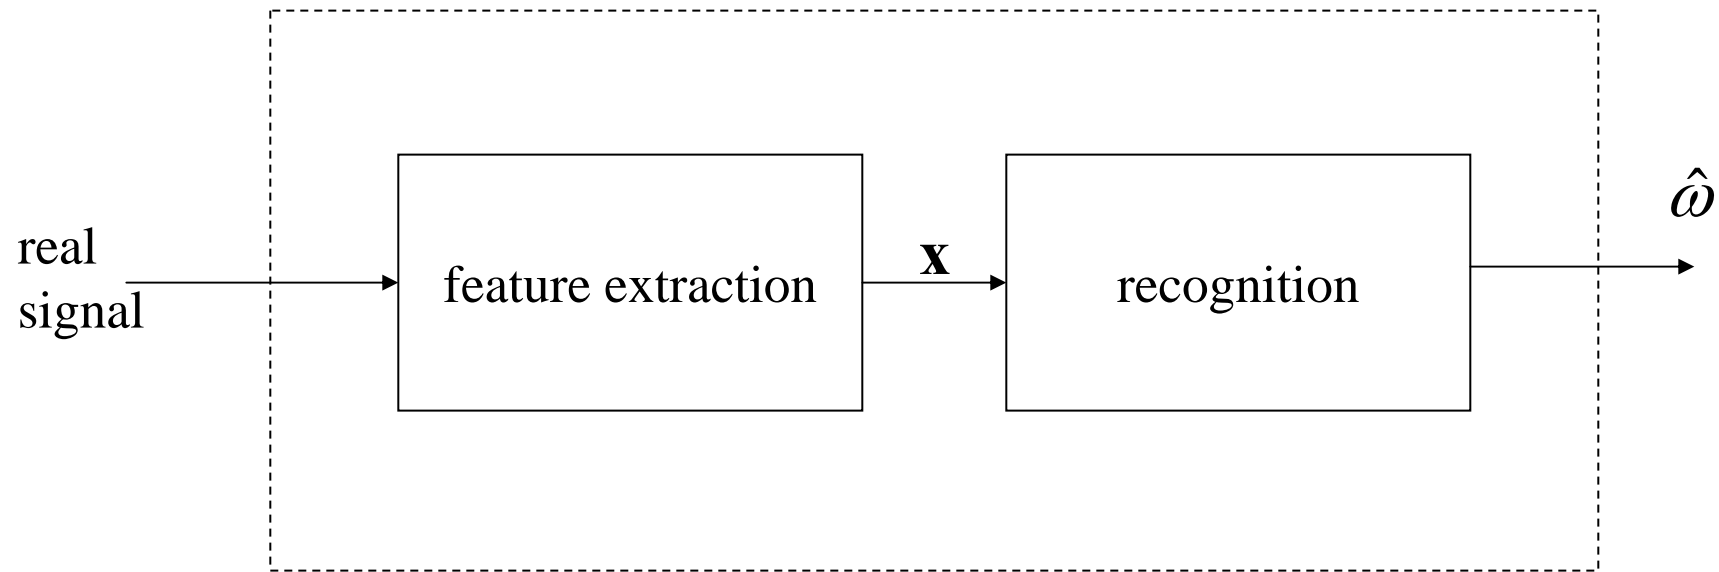 real
signal
feature extraction
x
recognition
ω̂